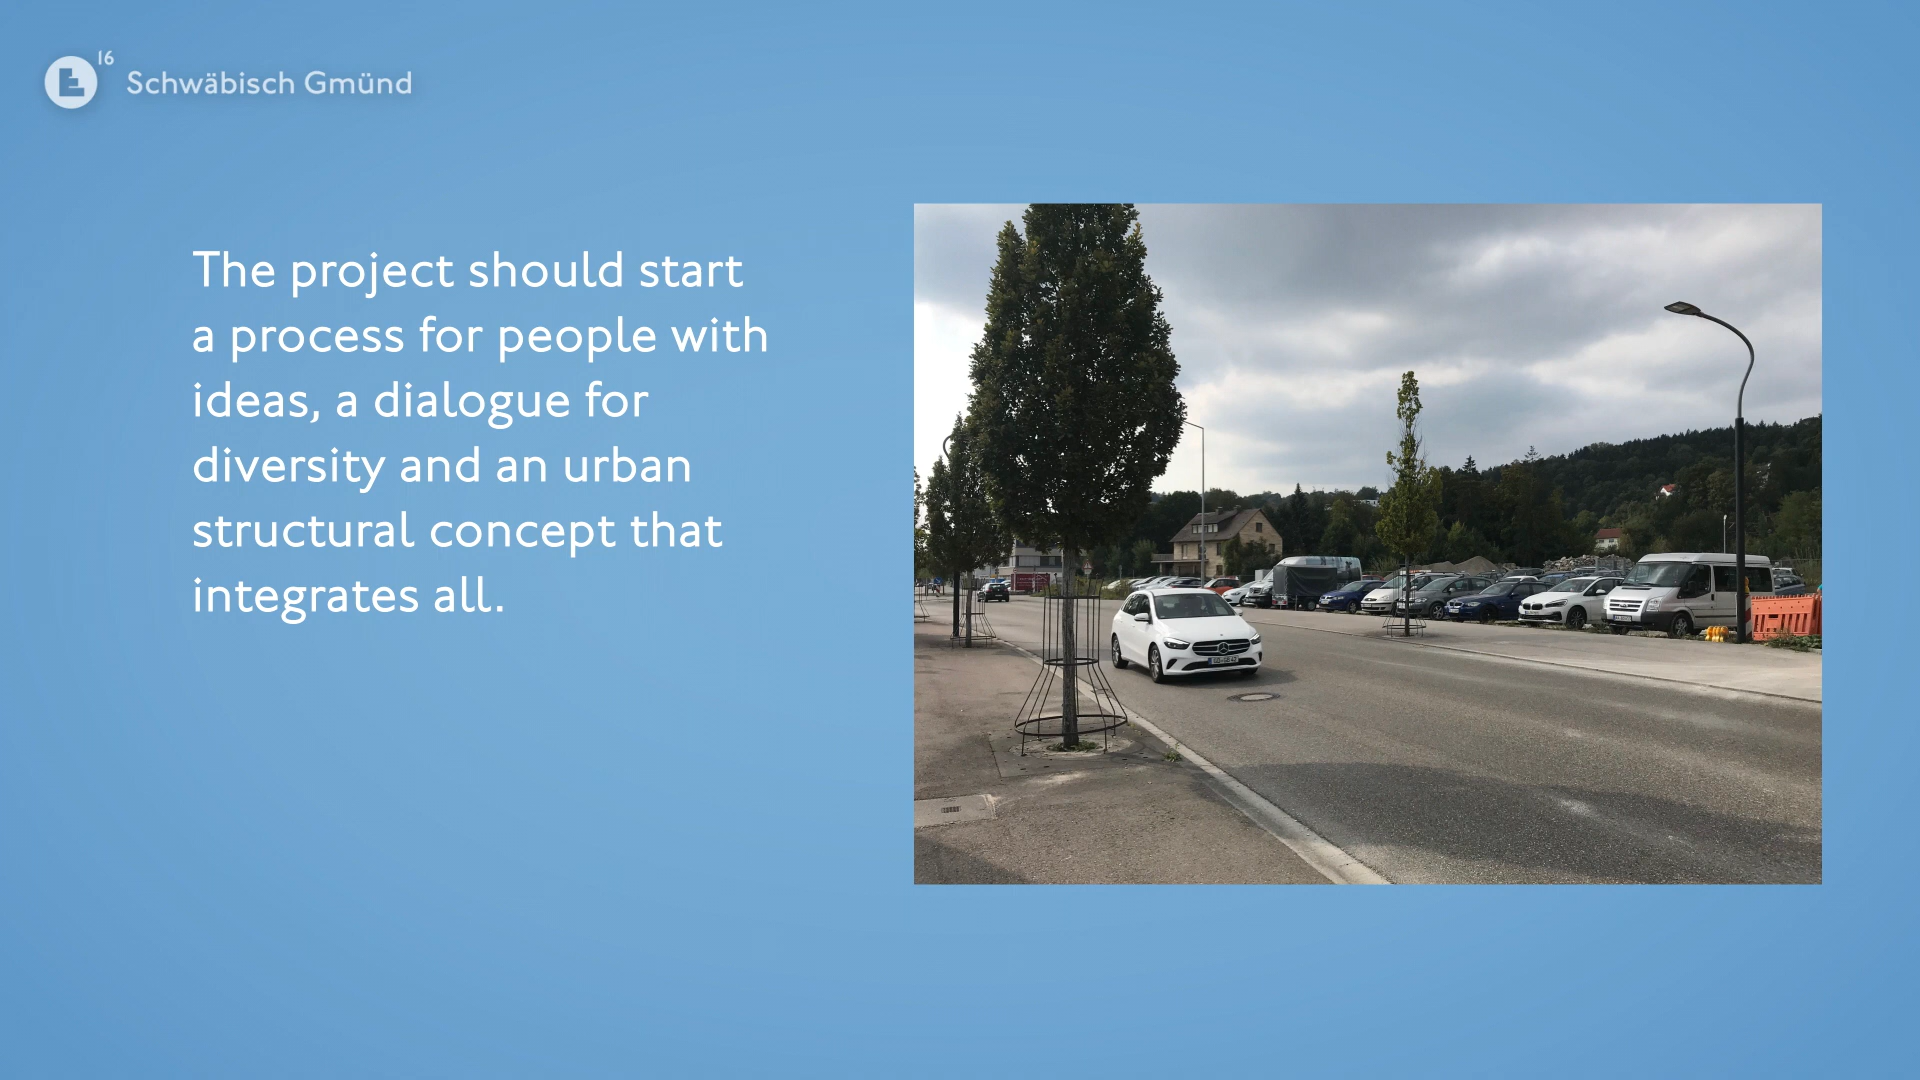 E16 Schwäbisch Gmünd
The project should start
a process for people with
ideas, a dialogue for
diversity and an urban
structural concept that
integrates all.